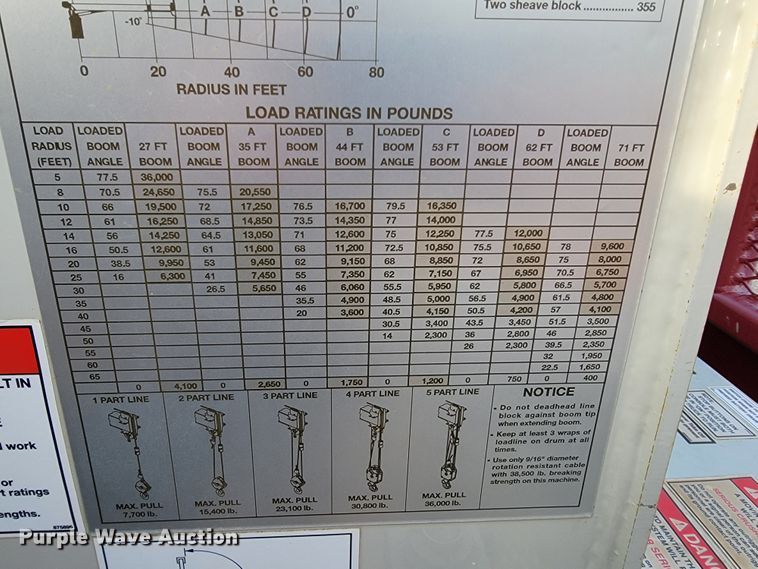 Two sheave block ................ 355
-10° A B C D 0°
0 20 40 60 80
RADIUS IN FEET
LOAD RATINGS IN POUNDS
LOAD LOADED LOADED A LOADED B LOADED C LOADED D LOADED
RADIUS BOOM 27 FT BOOM 35 FT BOOM 44 FT BOOM 53 FT BOOM 62 FT BOOM 71 FT
(FEET) ANGLE BOOM ANGLE BOOM ANGLE BOOM ANGLE BOOM ANGLE BOOM ANGLE BOOM
5 77.5 36,000
8 70.5 24,650 75.5 20,550
10 66 19,500 72 17,250 76.5 16,700 79.5 16,350
12 61 16,250 68.5 14,850 73.5 14,350 77 14,000
14 56 14,250 64.5 13,050 71 12,600 75 12,250 77.5 12,000
16 50.5 12,600 61 11,600 68 11,200 72.5 10,850 75.5 10,650 78 9,600
20 38.5 9,950 53 9,450 62 9,150 68 8,850 72 8,650 75 8,000
25 16 6,300 41 7,450 55 7,350 62 7,150 67 6,950 70.5 6,750
30 26.5 5,650 46 6,060 55.5 5,950 62 5,800 66.5 5,700
35 35.5 4,900 48.5 5,000 56.5 4,900 61.5 4,800
40 20 3,600 40.5 4,150 50.5 4,200 57 4,100
45 30.5 3,400 43.5 3,450 51.5 3,500
50 14 2,300 36 2,800 46 2,850
55 26 2,300 39.5 2,350
60 32 1,950
65 22.5 1,650
0 4,100 0 2,650 0 1,750 0 1,200 0 750 0 400
1 PART LINE 2 PART LINE 3 PART LINE 4 PART LINE 5 PART LINE
MAX. PULL MAX. PULL MAX. PULL MAX. PULL MAX. PULL
7,700 lb. 15,400 lb. 23,100 lb. 30,800 lb. 36,000 lb.
NOTICE
• Do not deadhead line
block against boom tip
when extending boom.
• Keep at least 3 wraps of
loadline on drum at all
times.
• Use only 9/16" diameter
rotation resistant cable
with 38,500 lb. breaking
strength on this machine.
LT IN
E
d work
or
rt ratings
engths.
Purple Wave Auction
A DANG